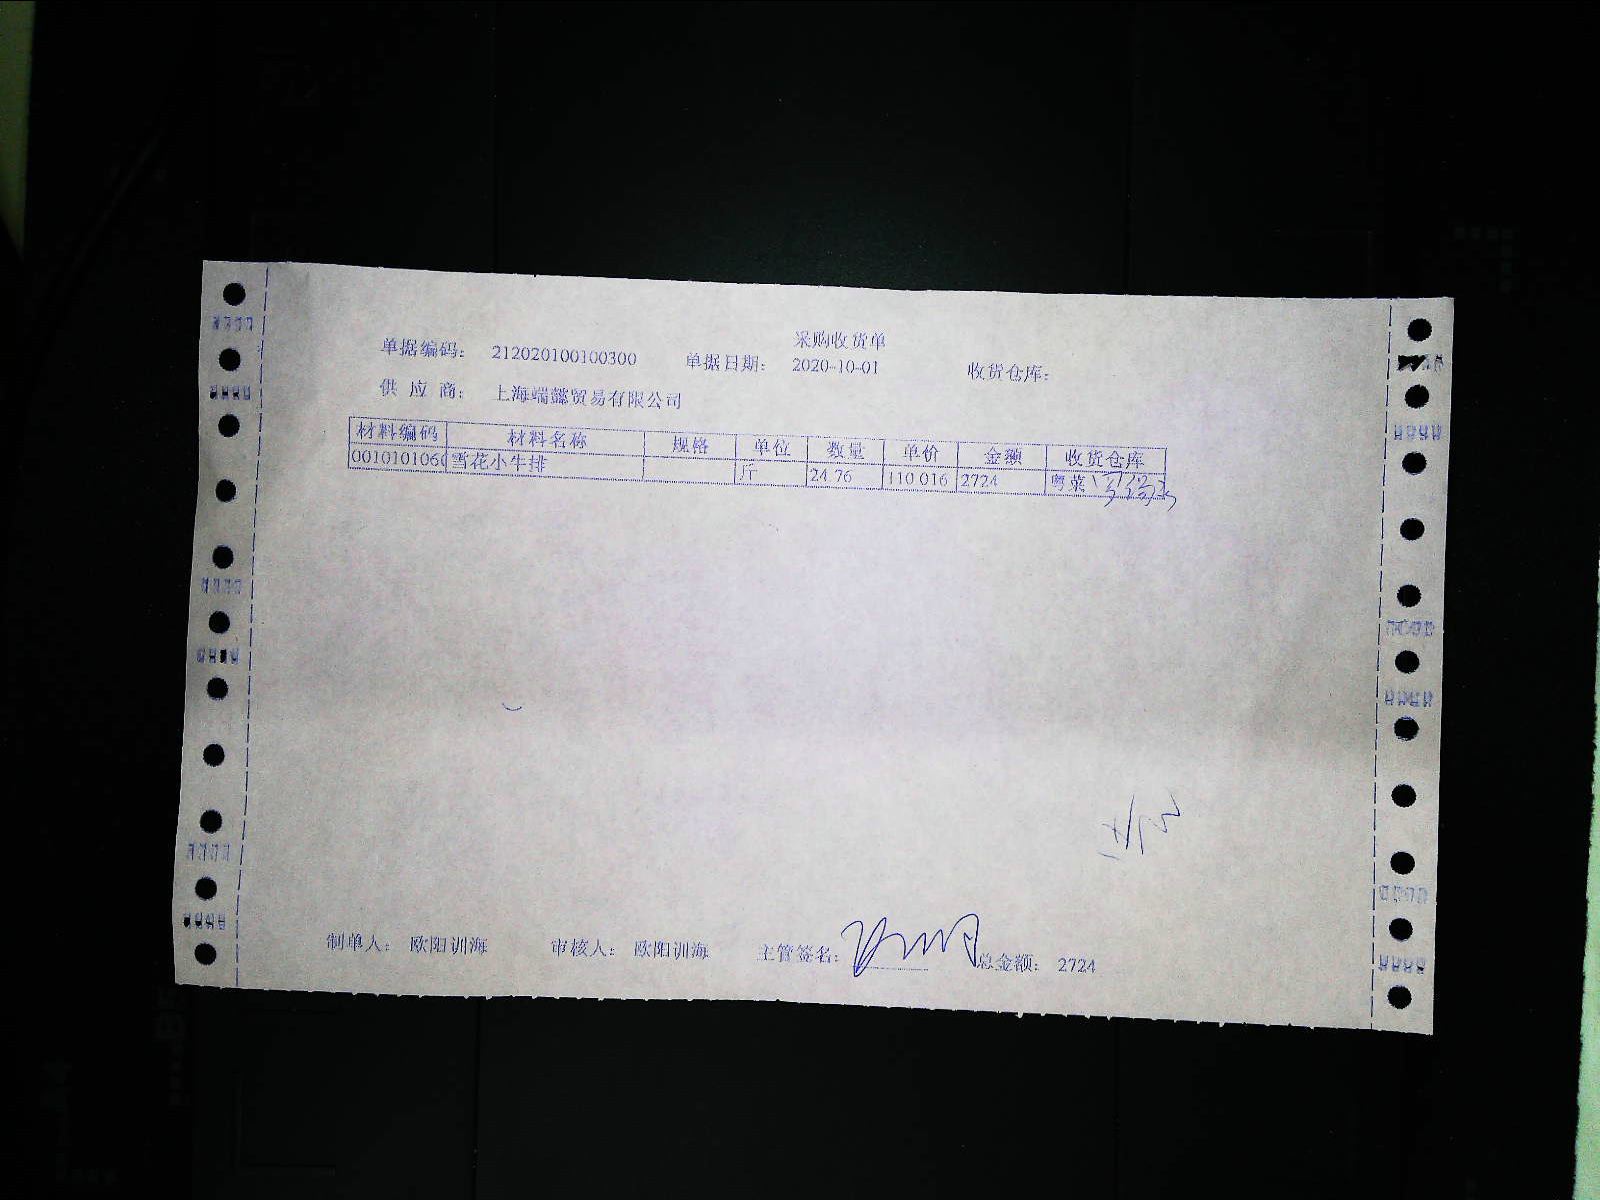 采购收货单
单据编码: 212020100100300 单据日期: 2020-10-01 收货仓库:
供应商: 上海端懿贸易有限公司
材料编码 材料名称 规格 单位 数量 单价 金额 收货仓库
0010101060 雪花小牛排 斤 24.76 110.016 2724 粤菜
制单人: 欧阳训海 审核人: 欧阳训海 主管签名: 总金额: 2724